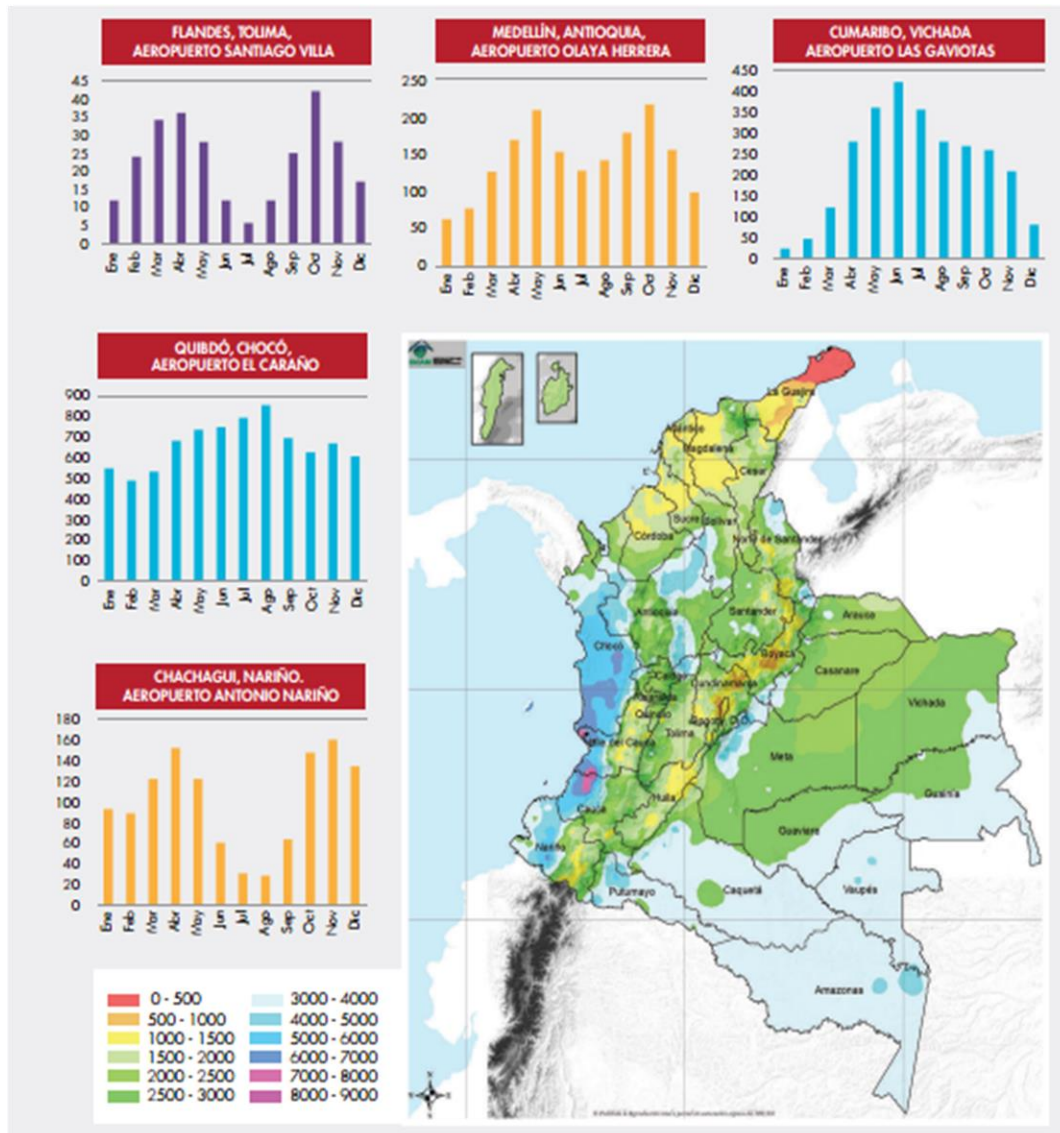 FLANDES, TOLIMA,
AEROPUERTO SANTIAGO VILLA
45
40
35
30
25
20
15
10
5
0
Ene Feb Mar Abr May Jun Jul Ago Sep Oct Nov Dic
MEDELLÍN, ANTIOQUIA,
AEROPUERTO OLAYA HERRERA
250
200
150
100
50
0
Ene Feb Mar Abr May Jun Jul Ago Sep Oct Nov Dic
CUMARIBO, VICHADA
AEROPUERTO LAS GAVIOTAS
450
400
350
300
250
200
150
100
50
0
Ene Feb Mar Abr May Jun Jul Ago Sep Oct Nov Dic
QUIBDÓ, CHOCÓ,
AEROPUERTO EL CARAÑO
900
800
700
600
500
400
300
200
100
0
Ene Feb Mar Abr May Jun Jul Ago Sep Oct Nov Dic
CHACHAGUI, NARIÑO.
AEROPUERTO ANTONIO NARIÑO
180
160
140
120
100
80
60
40
20
0
Ene Feb Mar Abr May Jun Jul Ago Sep Oct Nov Dic
La Guajira
Atlántico
Magdalena
Cesar
Sucre
Bolívar
Córdoba
Norte de Santander
Antioquia
Santander
Arauca
Chocó
Boyacá
Casanare
Caldas
Cundinamarca
Vichada
Risaralda
Quindío
Bogotá D.C.
Tolima
Valle del Cauca
Meta
Guainía
Huila
Cauca
Guaviare
Nariño
Putumayo
Caquetá
Vaupés
Amazonas
0 - 500
500 - 1000
1000 - 1500
1500 - 2000
2000 - 2500
2500 - 3000
3000 - 4000
4000 - 5000
5000 - 6000
6000 - 7000
7000 - 8000
8000 - 9000